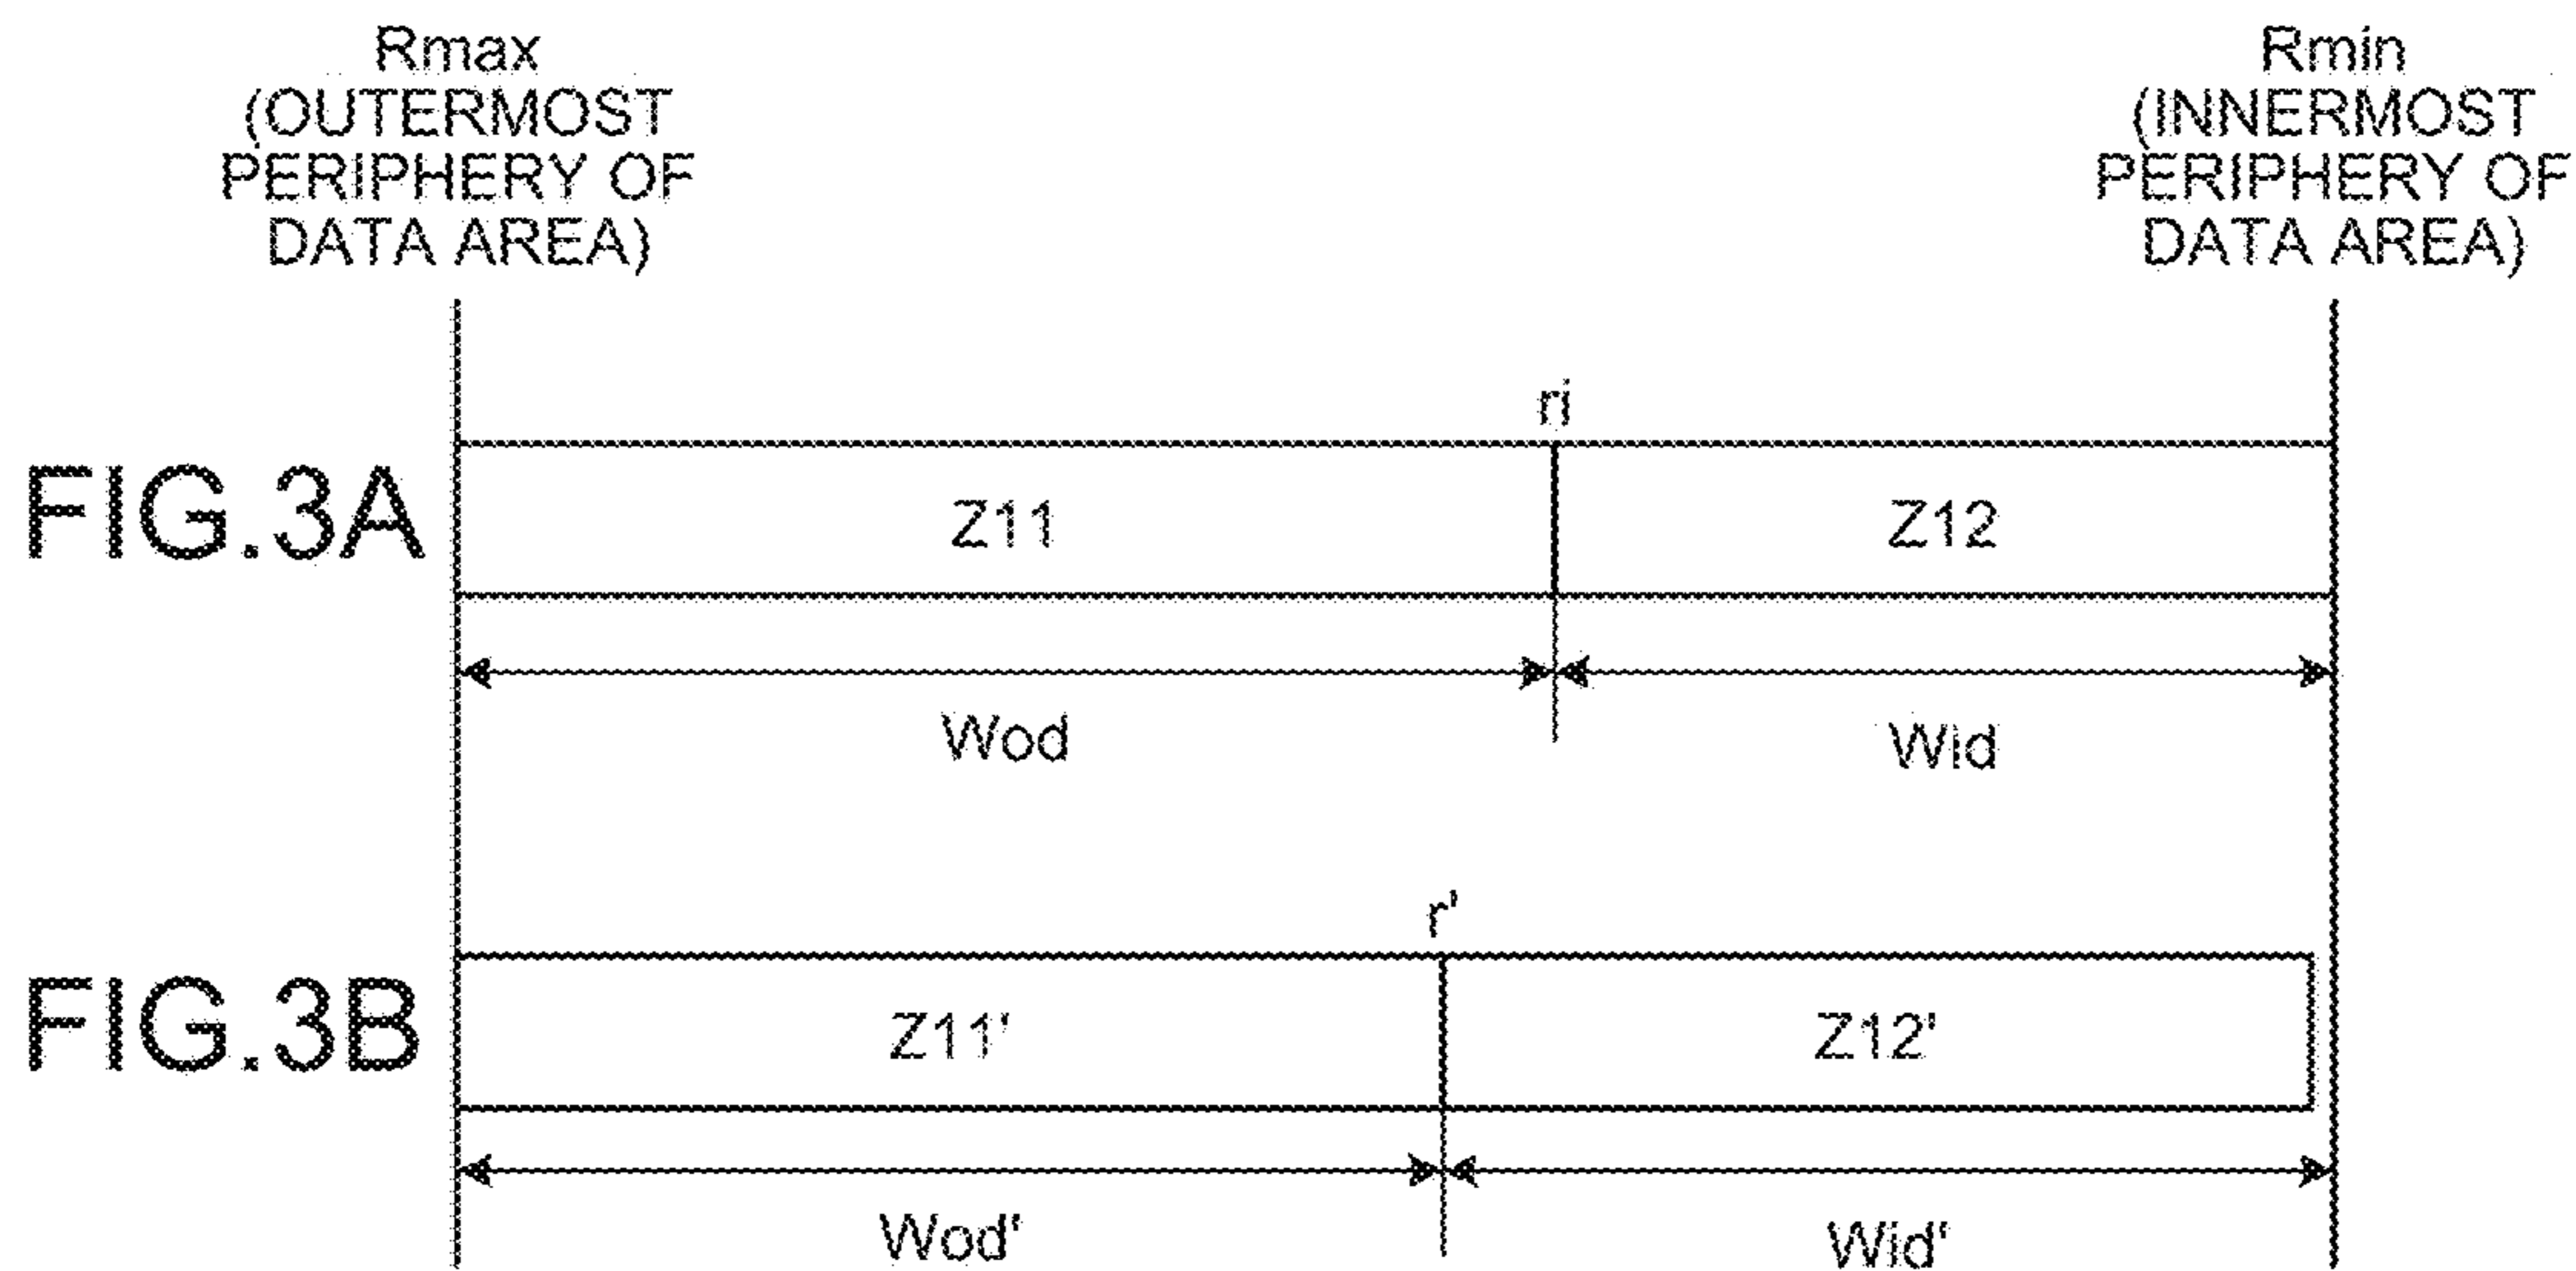 Rmax
(OUTERMOST
PERIPHERY OF
DATA AREA)
Rmin
(INNERMOST
PERIPHERY OF
DATA AREA)
FIG.3A
rj
Z11
Z12
Wod
Wid
FIG.3B
r'
Z11'
Z12'
Wod'
Wid'